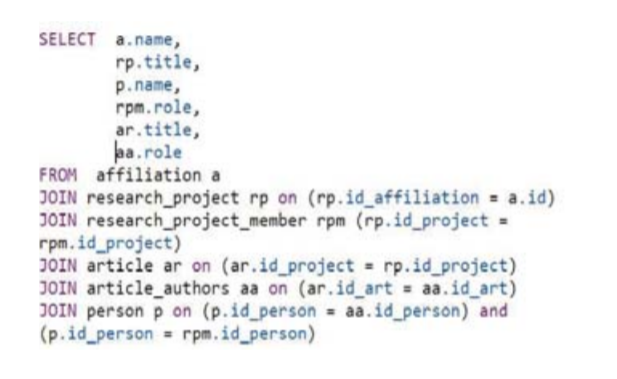 SELECT a.name,
rp.title,
p.name,
rpm.role,
ar.title,
aa.role
FROM affiliation a
JOIN research_project rp on (rp.id_affiliation = a.id)
JOIN research_project_member rpm (rp.id_project =
rpm.id_project)
JOIN article ar on (ar.id_project = rp.id_project)
JOIN article_authors aa on (ar.id_art = aa.id_art)
JOIN person p on (p.id_person = aa.id_person) and
(p.id_person = rpm.id_person)